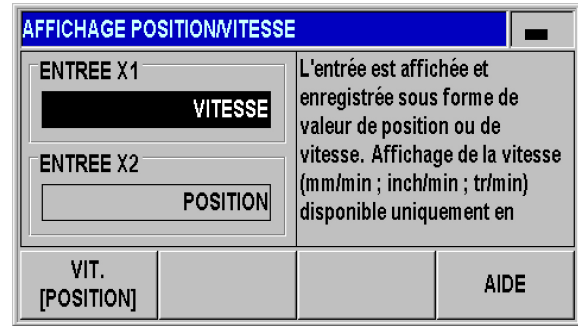 AFFICHAGE POSITION/VITESSE
ENTREE X1
VITESSE
ENTREE X2
POSITION
L'entrée est affichée et
enregistrée sous forme de
valeur de position ou de
vitesse. Affichage de la vitesse
(mm/min ; inch/min ; tr/min)
disponible uniquement en
VIT.
[POSITION]
AIDE